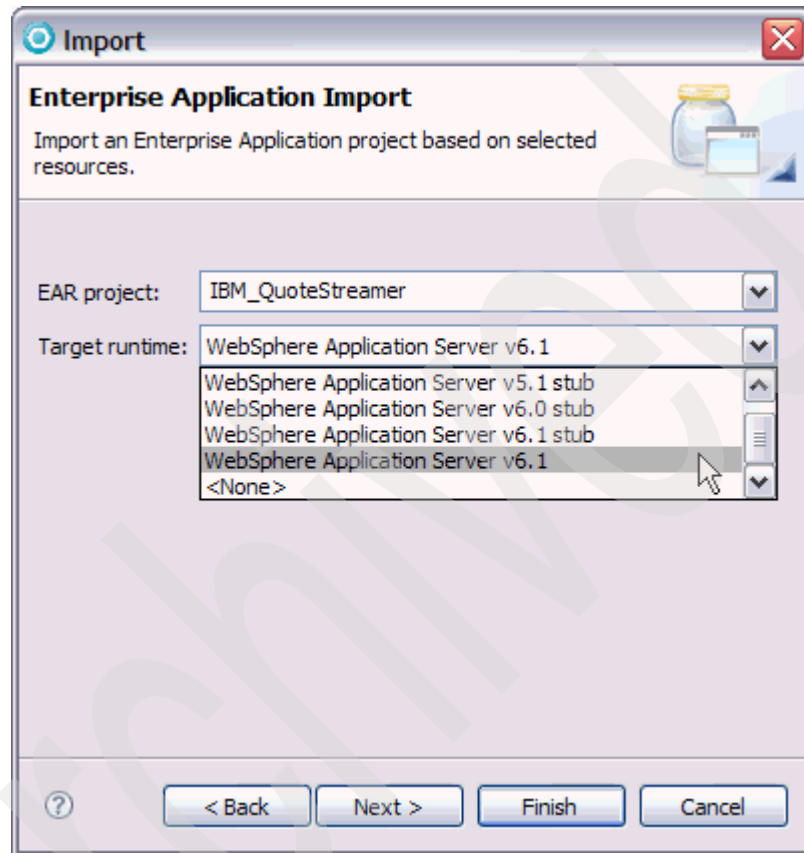 Import
Enterprise Application Import
Import an Enterprise Application project based on selected
resources.
EAR project:
IBM_QuoteStreamer
Target runtime:
WebSphere Application Server v6.1
WebSphere Application Server v5.1 stub
WebSphere Application Server v6.0 stub
WebSphere Application Server v6.1 stub
WebSphere Application Server v6.1
<None>
?
< Back
Next >
Finish
Cancel